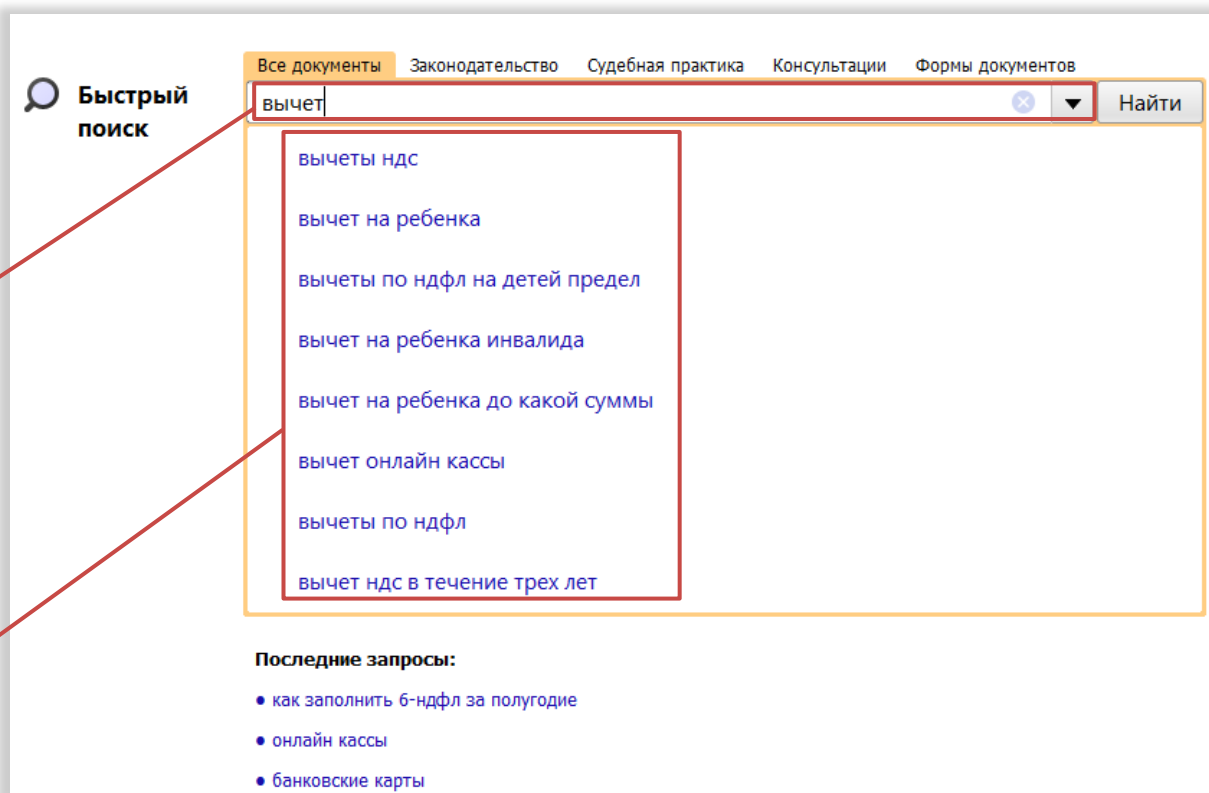 Все документы Законодательство Судебная практика Консультации Формы документов
Быстрый
поиск
вычет
Найти
вычеты ндс
вычет на ребенка
вычеты по ндфл на детей предел
вычет на ребенка инвалида
вычет на ребенка до какой суммы
вычет онлайн кассы
вычеты по ндфл
вычет ндс в течение трех лет
Последние запросы:
• как заполнить 6-ндфл за полугодие
• онлайн кассы
• банковские карты